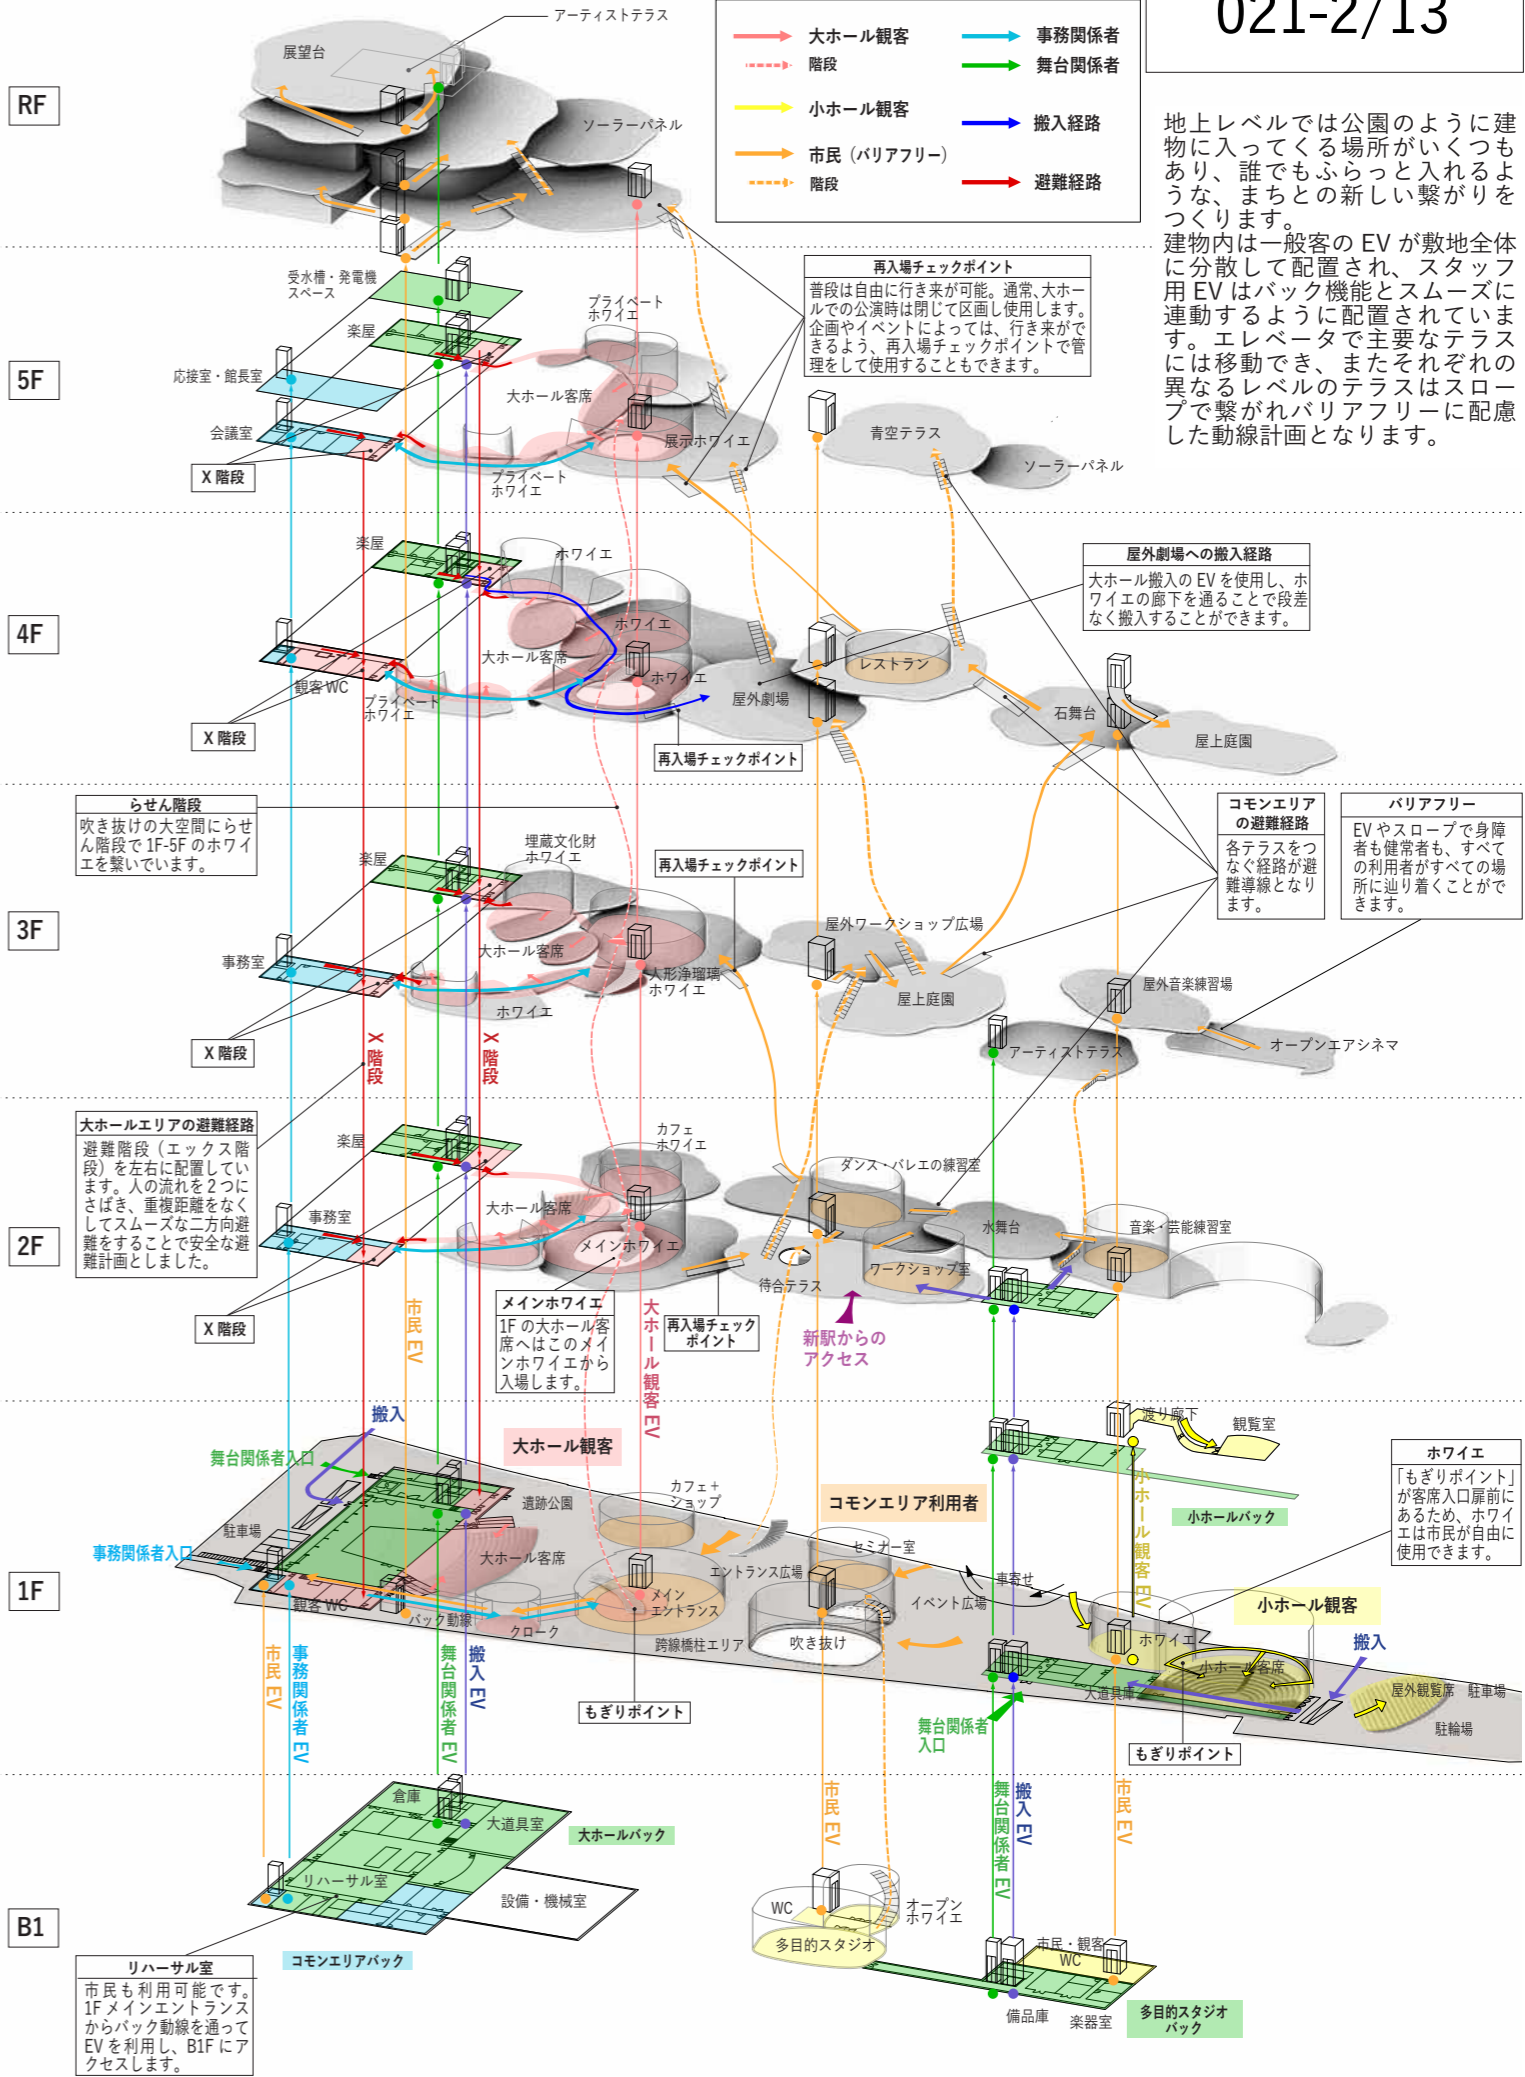 021-2/13
大ホール観客
階段
小ホール観客
市民（バリアフリー）
階段
事務関係者
舞台関係者
搬入経路
避難経路
地上レベルでは公園のように建
物に入ってくる場所がいくつも
あり、誰でもふらっと入れるよ
うな、まちとの新しい繋がりを
つくります。
建物内は一般客の EV が敷地全体
に分散して配置され、スタッフ
用 EV はバック機能とスムーズに
連動するように配置されていま
す。エレベータで主要なテラス
には移動でき、またそれぞれの
異なるレベルのテラスはスロー
プで繋がれバリアフリーに配慮
した動線計画となります。
RF
アーティストテラス
展望台
ソーラーパネル
5F
受水槽・発電機
スペース
楽屋
応接室・館長室
会議室
X 階段
プライベート
ホワイエ
大ホール客席
展示ホワイエ
プライベート
ホワイエ
再入場チェックポイント
普段は自由に行き来が可能。通常、大ホー
ルでの公演時は閉じて区画し使用します。
企画やイベントによっては、行き来がで
きるよう、再入場チェックポイントで管
理をして使用することもできます。
青空テラス
ソーラーパネル
4F
楽屋
観客 WC
X 階段
ホワイエ
ホワイエ
大ホール客席
ホワイエ
プライベート
ホワイエ
屋外劇場
再入場チェックポイント
レストラン
石舞台
屋上庭園
屋外劇場への搬入経路
大ホール搬入の EV を使用し、ホ
ワイエの廊下を通ることで段差
なく搬入することができます。
3F
らせん階段
吹き抜けの大空間にらせ
ん階段で 1F-5F のホワイ
エを繋いでいます。
楽屋
事務室
X 階段
埋蔵文化財
ホワイエ
大ホール客席
人形浄瑠璃
ホワイエ
ホワイエ
再入場チェックポイント
屋外ワークショップ広場
屋上庭園
アーティストテラス
屋外音楽練習場
オープンエアシネマ
コモンエリア
の避難経路
各テラスをつ
なぐ経路が避
難導線となり
ます。
バリアフリー
EV やスロープで身障
者も健常者も、すべて
の利用者がすべての場
所に辿り着くことがで
きます。
X 階段
X 階段
2F
大ホールエリアの避難経路
避難階段（エックス階
段）を左右に配置してい
ます。人の流れを２つに
さばき、重複距離をなく
してスムーズな二方向避
難をすることで安全な避
難計画としました。
楽屋
事務室
X 階段
カフェ
ホワイエ
大ホール客席
メインホワイエ
メインホワイエ
1F の大ホール客
席へはこのメイ
ンホワイエから
入場します。
再入場チェック
ポイント
ダンス・バレエの練習室
水舞台
待合テラス
ワークショップ室
音楽・芸能練習室
新駅からの
アクセス
市民 EV
大ホール観客 EV
1F
搬入
舞台関係者入口
駐車場
事務関係者入口
大ホール観客
遺跡公園
大ホール客席
観客 WC
バック動線
クローク
カフェ＋
ショップ
メイン
エントランス
エントランス広場
跨線橋柱エリア
もぎりポイント
コモンエリア利用者
セミナー室
吹き抜け
イベント広場
車寄せ
渡り廊下
観覧室
小ホールバック
小ホール観客 EV
ホワイエ
「もぎりポイント」
が客席入口扉前に
あるため、ホワイ
エは市民が自由に
使用できます。
小ホール観客
ホワイエ
小ホール客席
大道具庫
搬入
屋外観覧席
駐車場
駐輪場
もぎりポイント
舞台関係者
入口
市民 EV
事務関係者 EV
舞台関係者 EV
搬入 EV
市民 EV
舞台関係者 EV
搬入 EV
市民 EV
B1
倉庫
大道具室
大ホールバック
リハーサル室
設備・機械室
コモンエリアバック
リハーサル室
市民も利用可能です。
1F メインエントランス
からバック動線を通って
EV を利用し、B1F にア
クセスします。
WC
オープン
ホワイエ
多目的スタジオ
市民・観客
WC
備品庫
楽器室
多目的スタジオ
バック